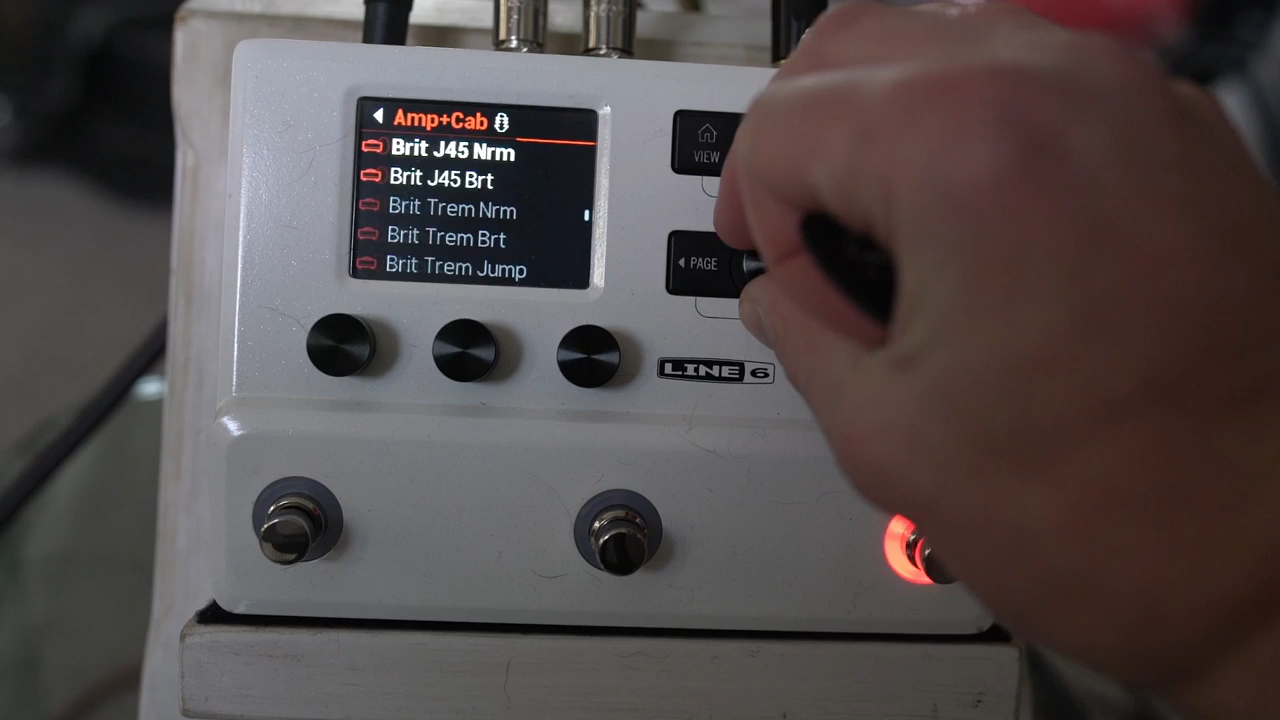 Amp+Cab
Brit J45 Nrm
Brit J45 Brt
Brit Trem Nrm
Brit Trem Brt
Brit Trem Jump
VIEW
PAGE
LINE 6